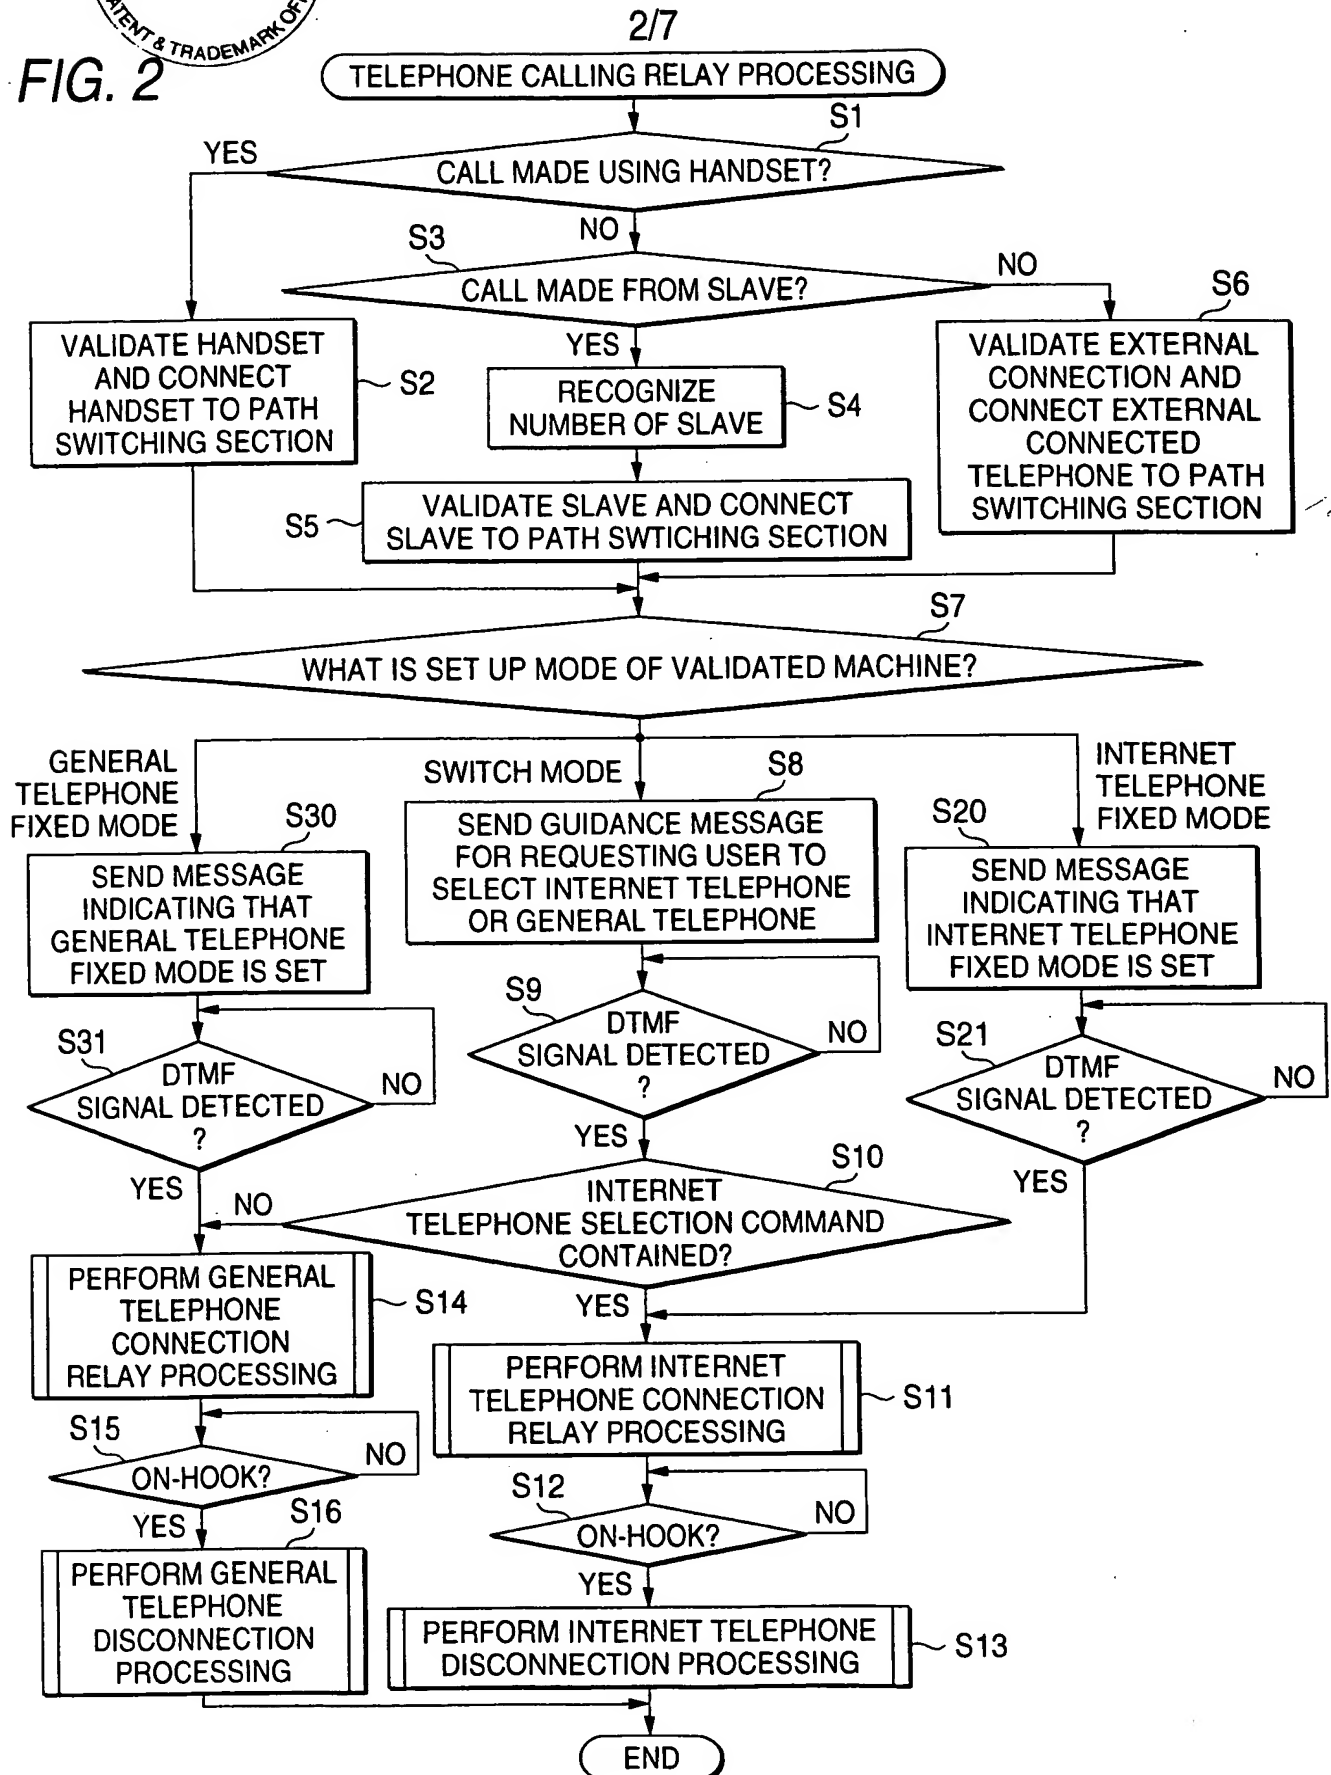 PATENT & TRADEMARK OF
2/7
FIG. 2
TELEPHONE CALLING RELAY PROCESSING
S1
YES
CALL MADE USING HANDSET?
NO
S3
CALL MADE FROM SLAVE?
NO
S6
YES
VALIDATE HANDSET
AND CONNECT
HANDSET TO PATH
SWITCHING SECTION
S2
RECOGNIZE
NUMBER OF SLAVE
S4
VALIDATE EXTERNAL
CONNECTION AND
CONNECT EXTERNAL
CONNECTED
TELEPHONE TO PATH
SWITCHING SECTION
S5
VALIDATE SLAVE AND CONNECT
SLAVE TO PATH SWTICHING SECTION
S7
WHAT IS SET UP MODE OF VALIDATED MACHINE?
GENERAL
TELEPHONE
FIXED MODE
SWITCH MODE
INTERNET
TELEPHONE
FIXED MODE
S30
SEND MESSAGE
INDICATING THAT
GENERAL TELEPHONE
FIXED MODE IS SET
S8
SEND GUIDANCE MESSAGE
FOR REQUESTING USER TO
SELECT INTERNET TELEPHONE
OR GENERAL TELEPHONE
S20
SEND MESSAGE
INDICATING THAT
INTERNET TELEPHONE
FIXED MODE IS SET
S31
DTMF
SIGNAL DETECTED
?
NO
YES
S9
DTMF
SIGNAL DETECTED
?
NO
YES
S21
DTMF
SIGNAL DETECTED
?
NO
YES
S10
INTERNET
TELEPHONE SELECTION COMMAND
CONTAINED?
NO
YES
PERFORM GENERAL
TELEPHONE
CONNECTION
RELAY PROCESSING
S14
PERFORM INTERNET
TELEPHONE CONNECTION
RELAY PROCESSING
S11
S15
ON-HOOK?
NO
YES
S12
ON-HOOK?
NO
YES
S16
PERFORM GENERAL
TELEPHONE
DISCONNECTION
PROCESSING
PERFORM INTERNET TELEPHONE
DISCONNECTION PROCESSING
S13
END